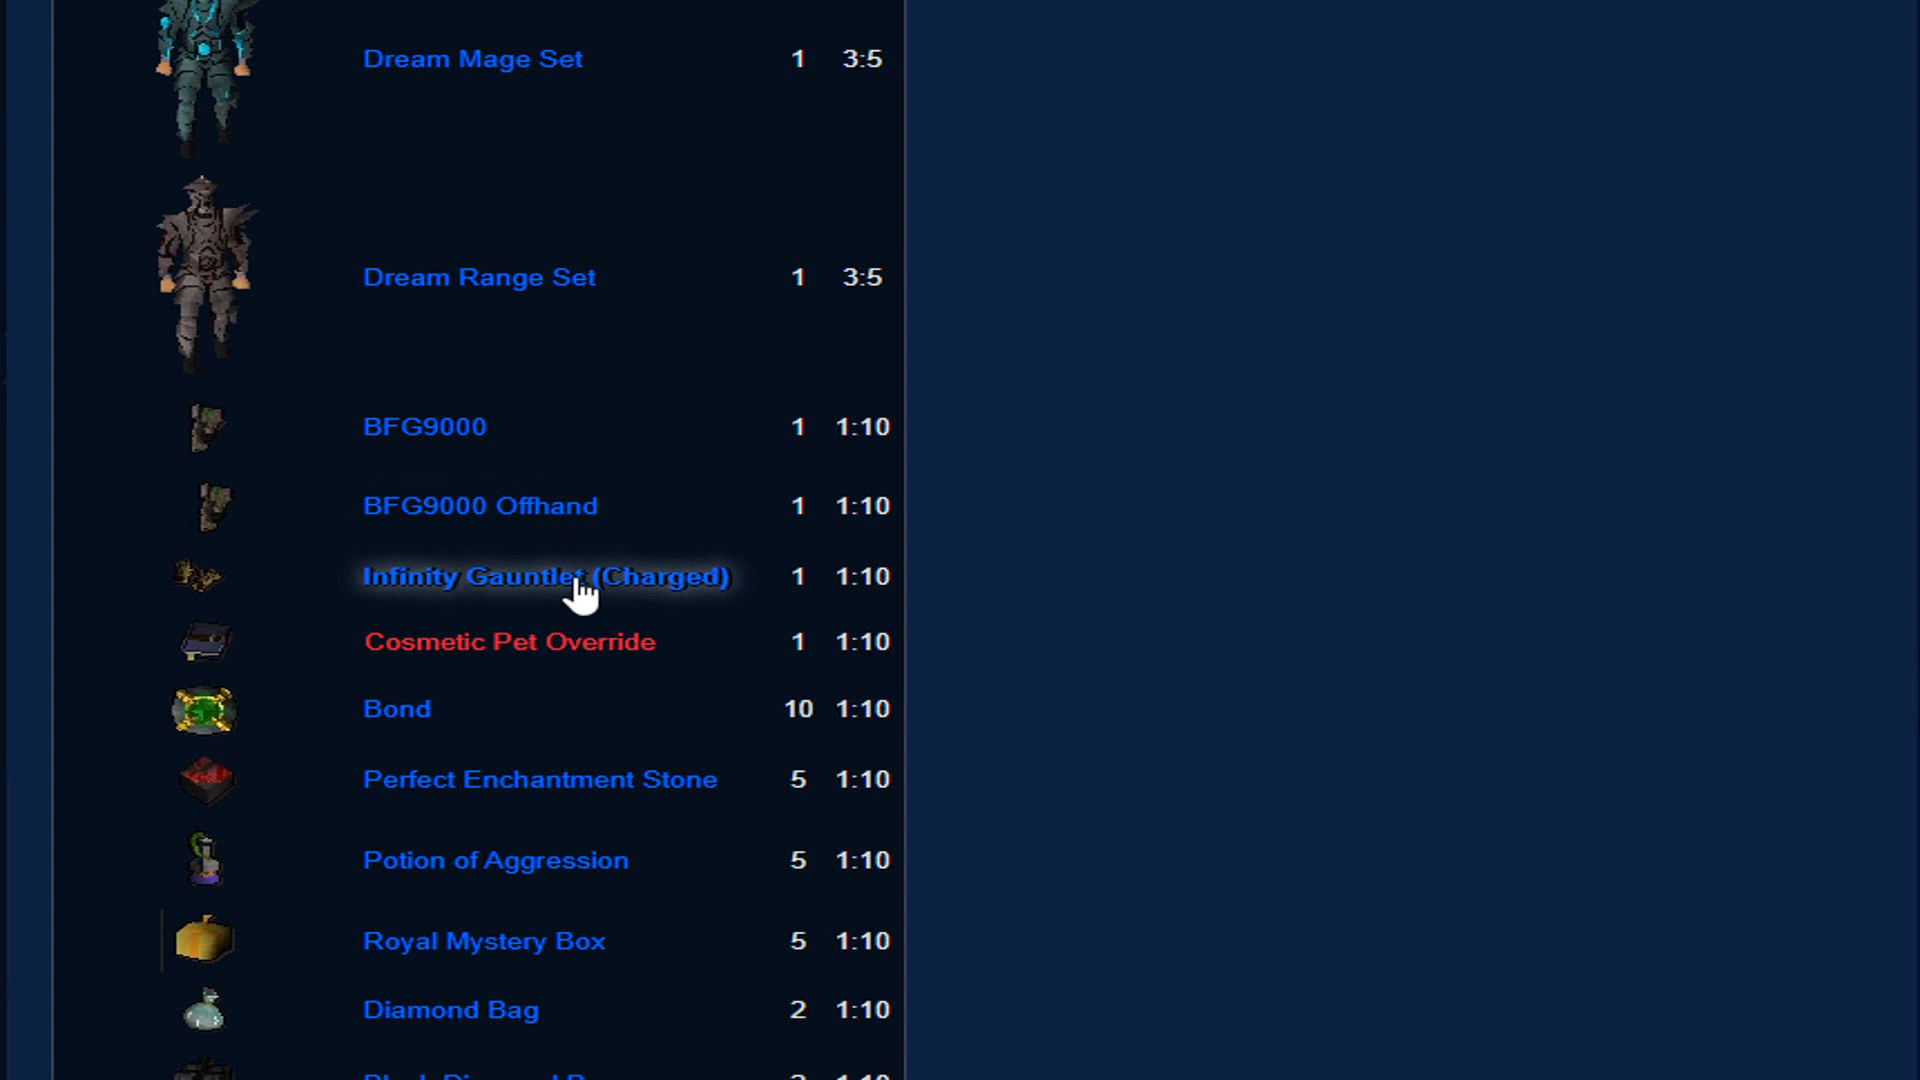 Dream Mage Set 1 3:5
Dream Range Set 1 3:5
BFG9000 1 1:10
BFG9000 Offhand 1 1:10
Infinity Gauntlet (Charged) 1 1:10
Cosmetic Pet Override 1 1:10
Bond 10 1:10
Perfect Enchantment Stone 5 1:10
Potion of Aggression 5 1:10
Royal Mystery Box 5 1:10
Diamond Bag 2 1:10